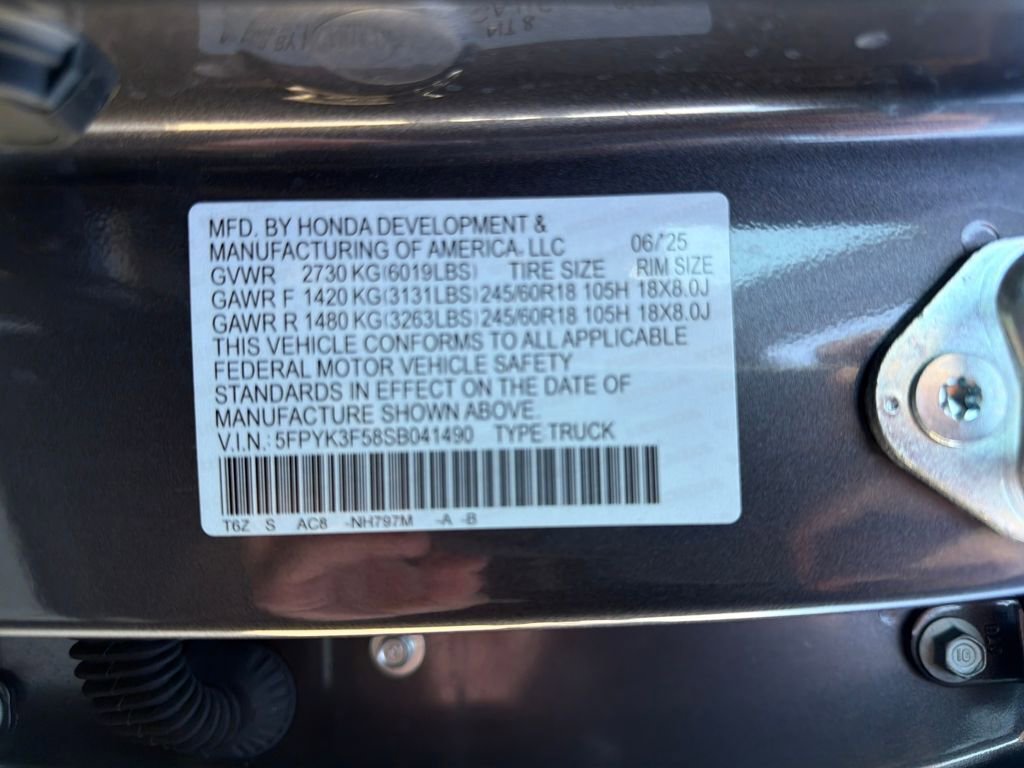 MFD. BY HONDA DEVELOPMENT &
MANUFACTURING OF AMERICA, LLC 06/'25
GVWR 2730 KG(6019LBS) TIRE SIZE RIM SIZE
GAWR F 1420 KG(3131LBS) 245/60R18 105H 18X8.0J
GAWR R 1480 KG(3263LBS) 245/60R18 105H 18X8.0J
THIS VEHICLE CONFORMS TO ALL APPLICABLE
FEDERAL MOTOR VEHICLE SAFETY
STANDARDS IN EFFECT ON THE DATE OF
MANUFACTURE SHOWN ABOVE.
V.I.N.: 5FPYK3F58SB041490 TYPE TRUCK
T6Z S AC8 -NH797M -A -B